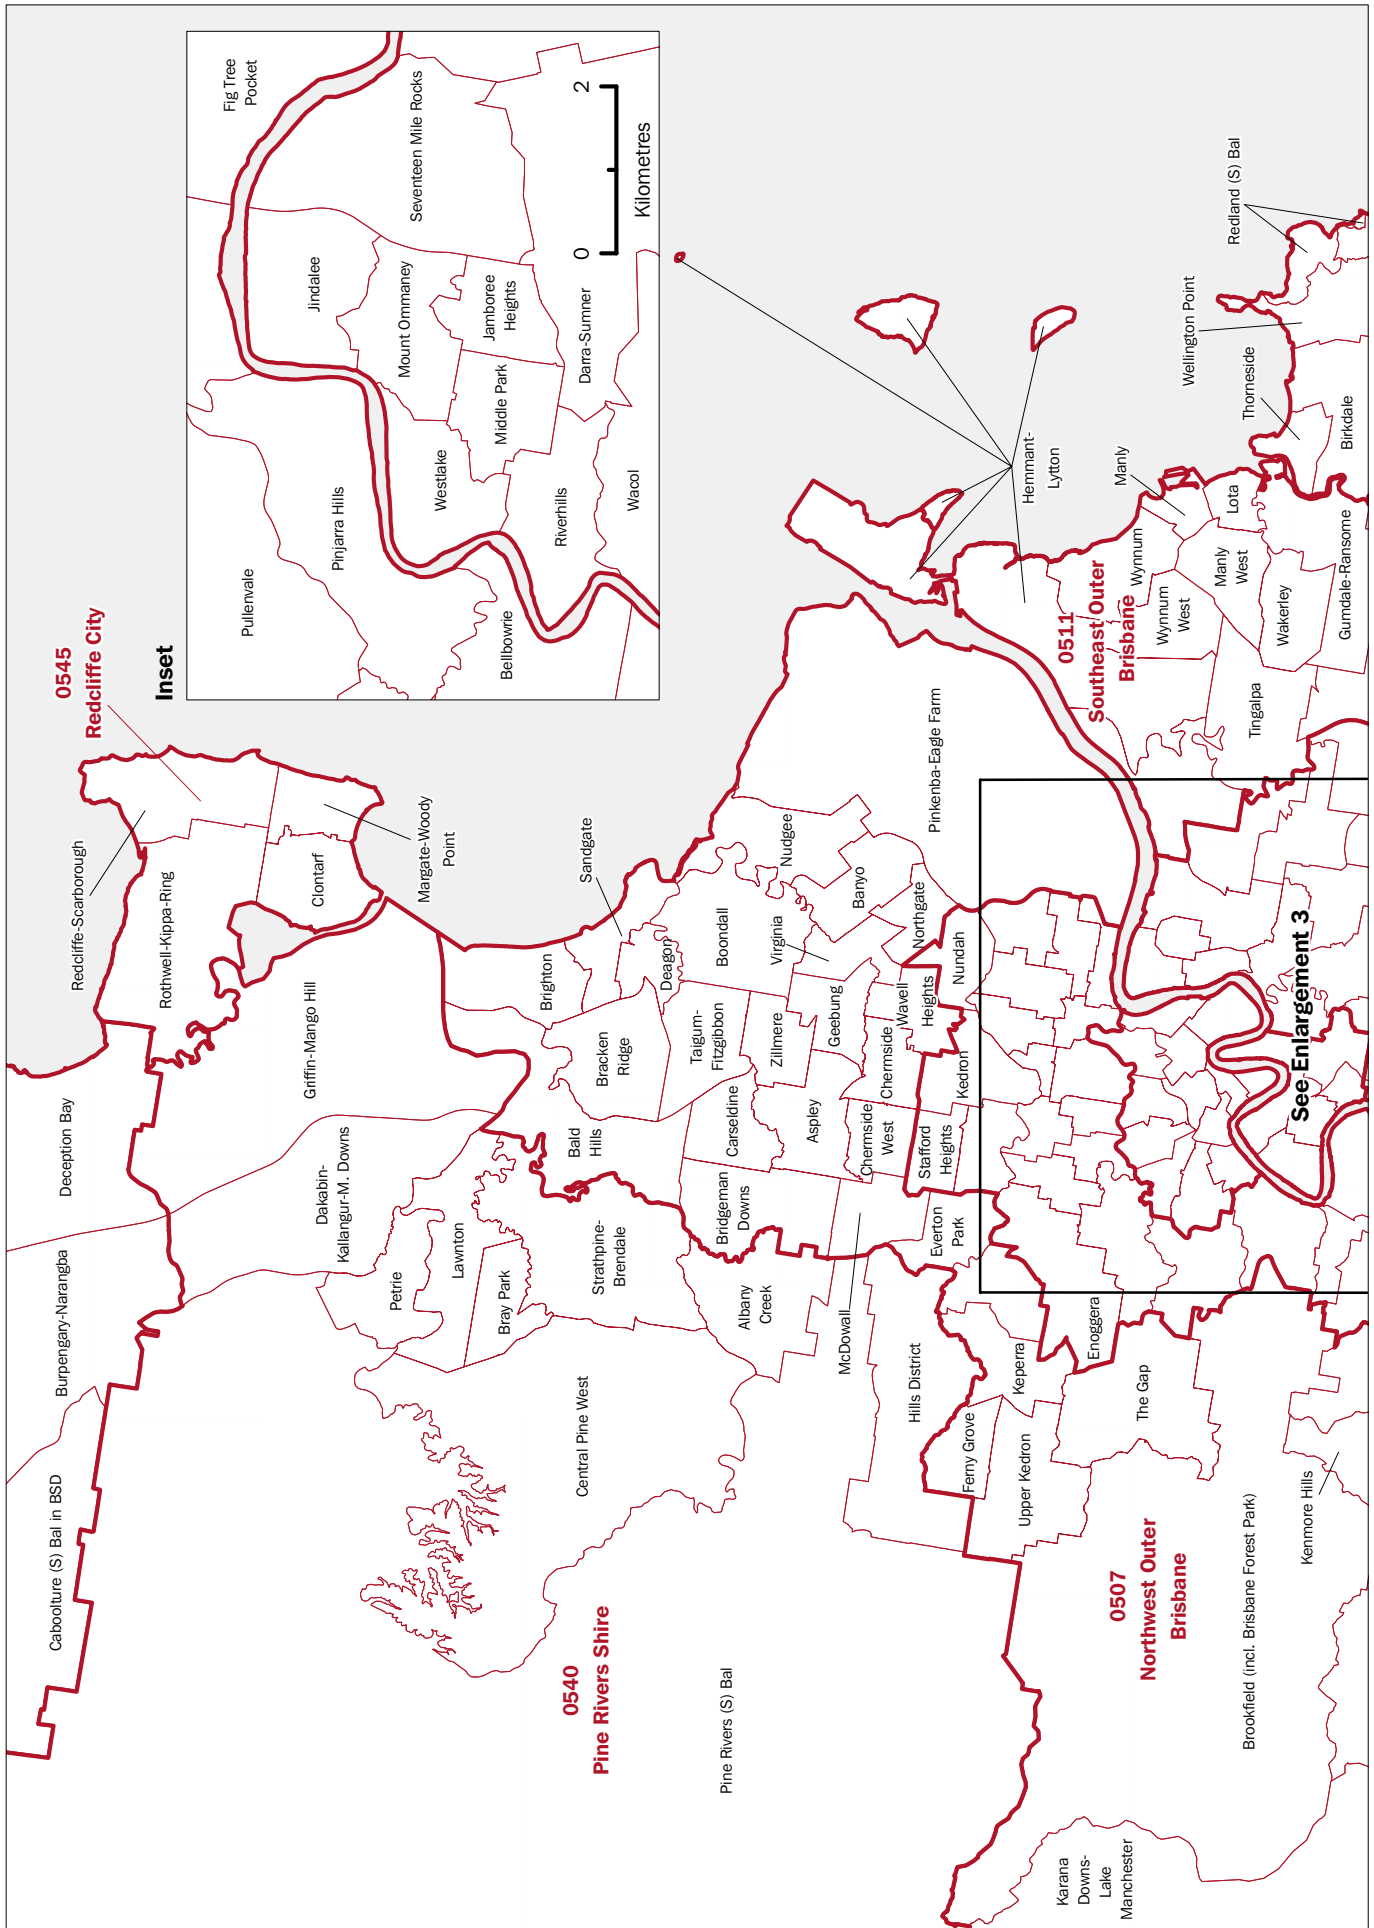 Caboolture (S) Bal in BSD
Burpengary-Narangba
Deception Bay
0545
Redcliffe City
Redcliffe-Scarborough
Rothwell-Kippa-Ring
Clontarf
Margate-Woody
Point
Griffin-Mango Hill
Dakabin-
Kallangur-M. Downs
Petrie
Lawnton
Bray Park
Strathpine-
Brendale
Central Pine West
0540
Pine Rivers Shire
Pine Rivers (S) Bal
Albany
Creek
Hills District
McDowall
Bald
Hills
Bracken
Ridge
Brighton
Sandgate
Deagon
Boondall
Taigum-
Fitzgibbon
Carseldine
Bridgeman
Downs
Aspley
Zillmere
Geebung
Virginia
Nudgee
Banyo
Northgate
Nundah
Wavell
Heights
Chermside
Chermside
West
Kedron
Stafford
Heights
Everton
Park
Pinkenba-Eagle Farm
Ferny Grove
Keperra
Upper Kedron
Enoggera
The Gap
0507
Northwest Outer
Brisbane
Brookfield (incl. Brisbane Forest Park)
Kenmore Hills
Karana
Downs-
Lake
Manchester
See Enlargement 3
0511
Southeast Outer
Brisbane
Hemmant-
Lytton
Wynnum
Wynnum
West
Manly
Manly
West
Lota
Tingalpa
Wakerley
Gumdale-Ransome
Thorneside
Birkdale
Wellington Point
Redland (S) Bal
Inset
Pullenvale
Pinjarra Hills
Bellbowrie
Fig Tree
Pocket
Seventeen Mile Rocks
Jindalee
Mount Ommaney
Jamboree
Heights
Middle Park
Westlake
Riverhills
Darra-Sumner
Wacol
0
2
Kilometres